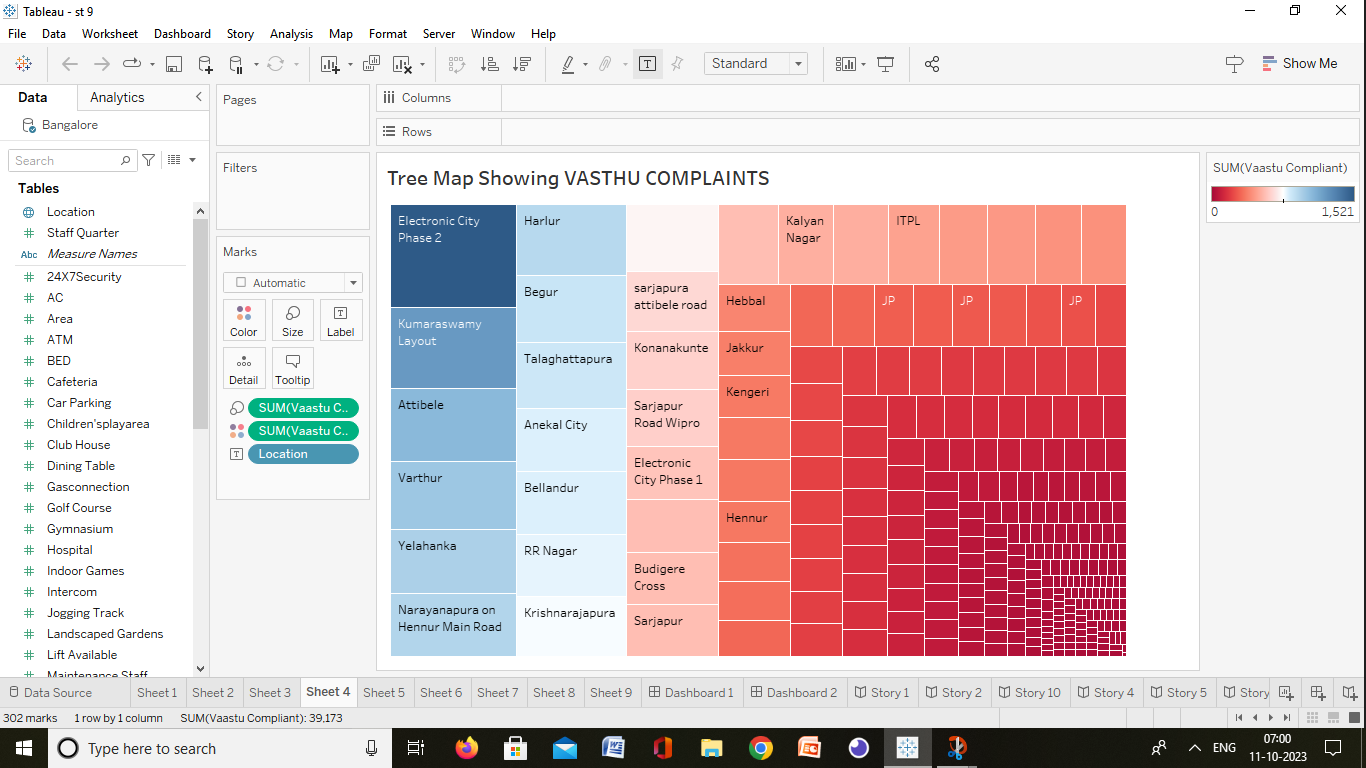 Tableau - st 9
File Data Worksheet Dashboard Story Analysis Map Format Server Window Help
Standard
Show Me
Data Analytics
Bangalore
Search
Tables
Location
Staff Quarter
Abc Measure Names
24X7Security
AC
Area
ATM
BED
Cafeteria
Car Parking
Children'splayarea
Club House
Dining Table
Gasconnection
Golf Course
Gymnasium
Hospital
Indoor Games
Intercom
Jogging Track
Landscaped Gardens
Lift Available
Maintenance Staff
Pages
Filters
Marks
Automatic
Color Size Label
Detail Tooltip
SUM(Vaastu C..
SUM(Vaastu C..
Location
Columns
Rows
Tree Map Showing VASTHU COMPLAINTS
Electronic City
Phase 2
Kumaraswamy
Layout
Attibele
Varthur
Yelahanka
Narayanapura on
Hennur Main Road
Harlur
Begur
Talaghattapura
Anekal City
Bellandur
RR Nagar
Krishnarajapura
sarjapura
attibele road
Konanakunte
Sarjapur
Road Wipro
Electronic
City Phase 1
Budigere
Cross
Sarjapur
Kalyan
Nagar
ITPL
Hebbal
Jakkur
Kengeri
Hennur
JP
JP
JP
SUM(Vaastu Compliant)
0 1,521
Data Source Sheet 1 Sheet 2 Sheet 3 Sheet 4 Sheet 5 Sheet 6 Sheet 7 Sheet 8 Sheet 9 Dashboard 1 Dashboard 2 Story 1 Story 2 Story 10 Story 4 Story 5 Story
302 marks 1 row by 1 column SUM(Vaastu Compliant): 39,173
Type here to search
ENG
07:00
11-10-2023